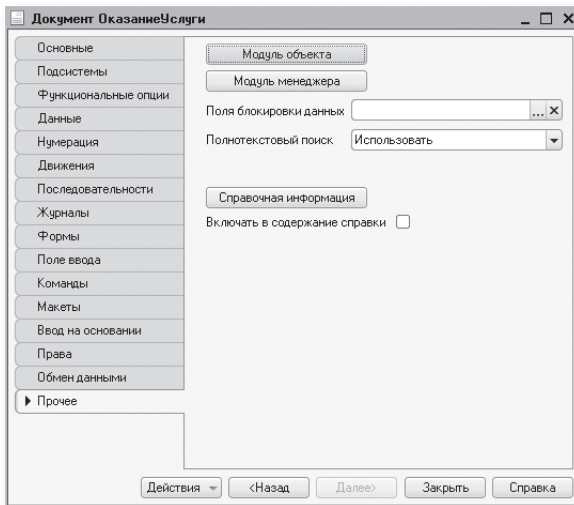 Документ ОказаниеУслуги
Основные
Подсистемы
Функциональные опции
Данные
Нумерация
Движения
Последовательности
Журналы
Формы
Поле ввода
Команды
Макеты
Ввод на основании
Права
Обмен данными
Прочее
Модуль объекта
Модуль менеджера
Поля блокировки данных ...
Полнотекстовый поиск Использовать
Справочная информация
Включать в содержание справки
Действия <Назад Далее> Закрыть Справка